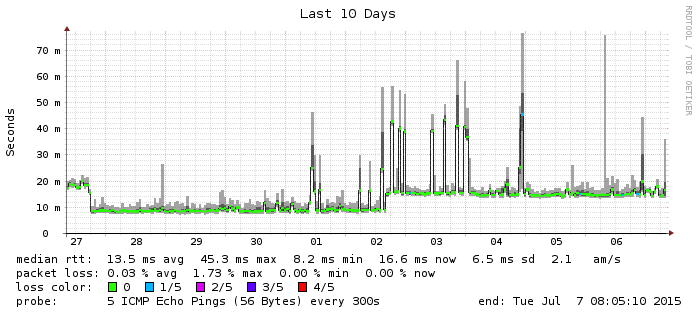 Last 10 Days
RRDTOOL / TOBI OETIKER
Seconds
70 m
60 m
50 m
40 m
30 m
20 m
10 m
0
27 28 29 30 01 02 03 04 05 06
median rtt: 13.5 ms avg 45.3 ms max 8.2 ms min 16.6 ms now 6.5 ms sd 2.1 am/s
packet loss: 0.03 % avg 1.73 % max 0.00 % min 0.00 % now
loss color: 0 1/5 2/5 3/5 4/5
probe: 5 ICMP Echo Pings (56 Bytes) every 300s end: Tue Jul 7 08:05:10 2015